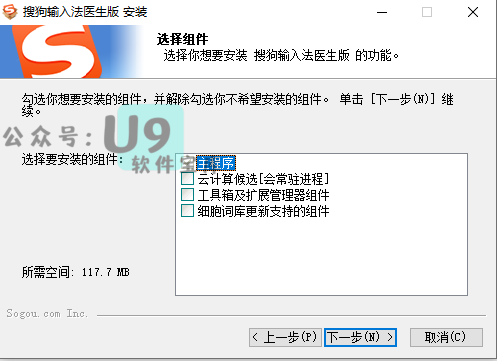 搜狗输入法医生版 安装
选择组件
选择你想要安装 搜狗输入法医生版 的功能。
勾选你想要安装的组件，并解除勾选你不希望安装的组件。 单击 [下一步(N)] 继
续。
公众号：U9
软件宝
选择要安装的组件:
主程序
云计算候选[会常驻进程]
工具箱及扩展管理器组件
细胞词库更新支持的组件
所需空间: 117.7 MB
Sogou.com Inc.
< 上一步(P)
下一步(N) >
取消(C)